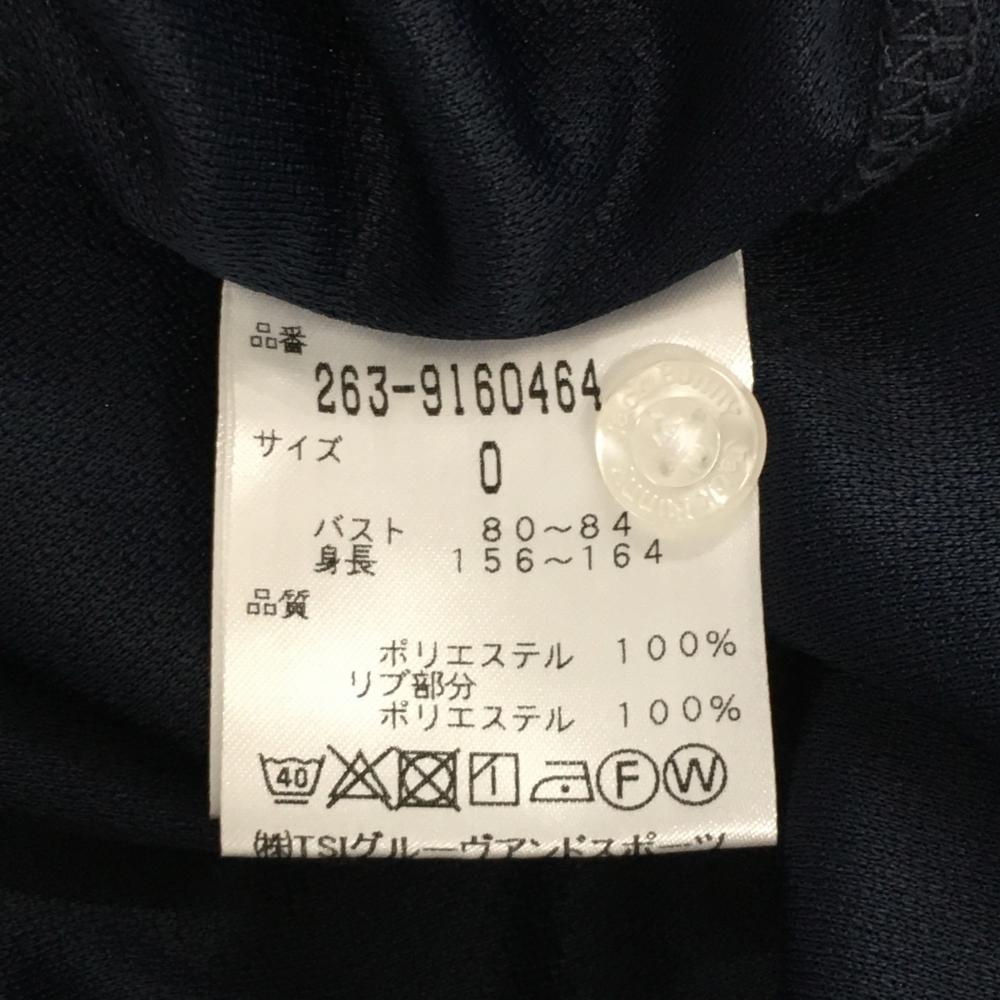 品番
263-9160464
サイズ
0
バスト 80～84
身長 156～164
品質
ポリエステル 100%
リブ部分
ポリエステル 100%
40
F W
㈱TSIグルーヴアンドスポーツ